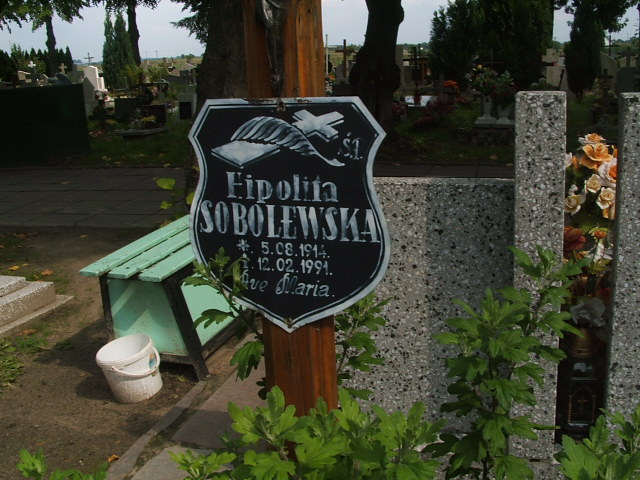 Ś.P.
Hipolita
SOBOLEWSKA
* 5.08.1914.
† 12.02.1991.
Ave Maria.